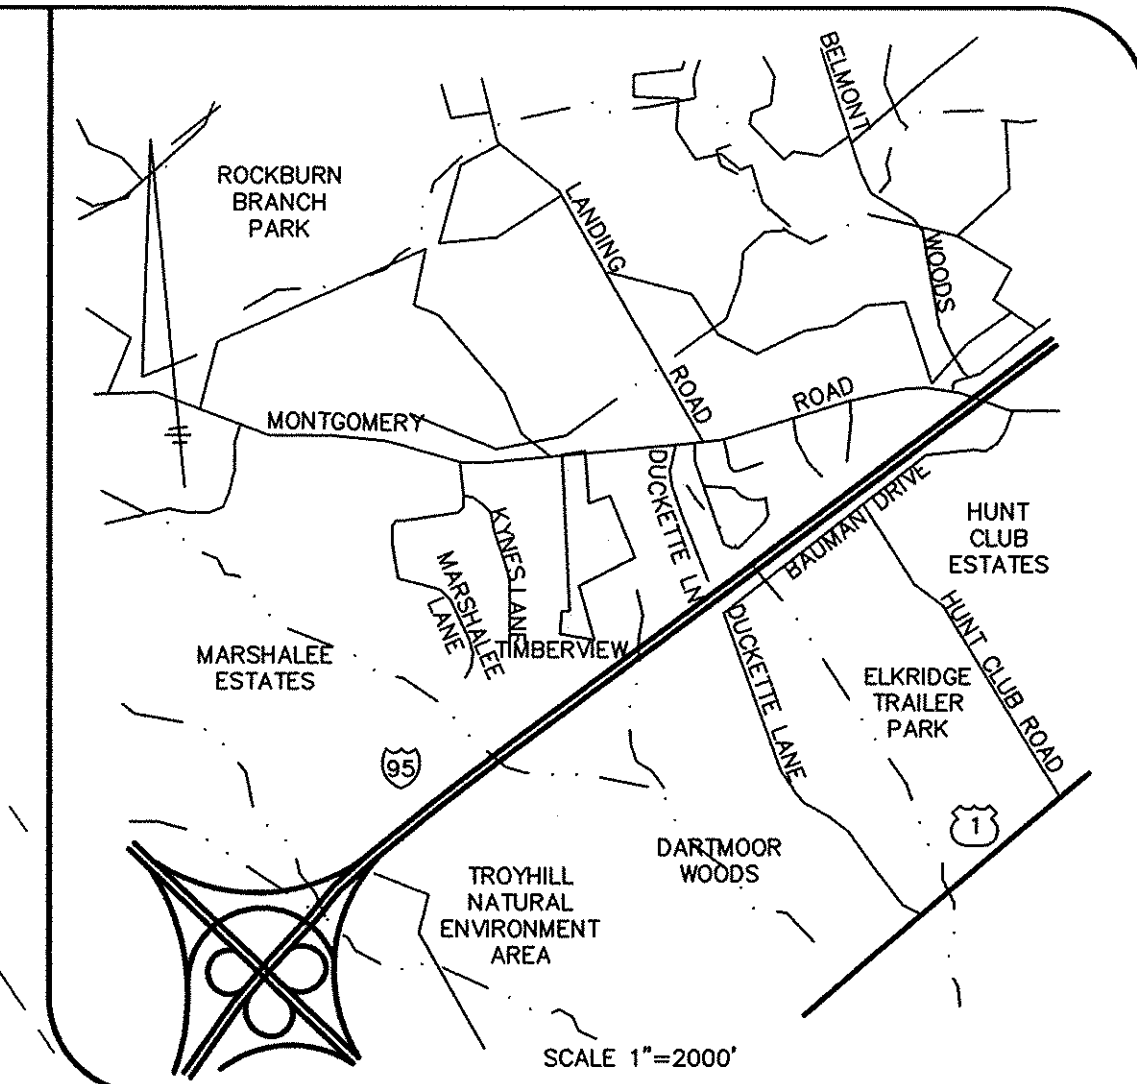 BELMONT
WOODS
ROCKBURN
BRANCH
PARK
LANDING
ROAD
MONTGOMERY
ROAD
DUCKETTE LN
BAUMAN DRIVE
HUNT
CLUB
ESTATES
KYNFS LANE
MARSHALEE
LANE
TIMBERVIEW
MARSHALEE
ESTATES
DUCKETTE LANE
ELKRIDGE
TRAILER
PARK
HUNT CLUB ROAD
95
1
DARTMOOR
WOODS
TROYHILL
NATURAL
ENVIRONMENT
AREA
SCALE 1"=2000'